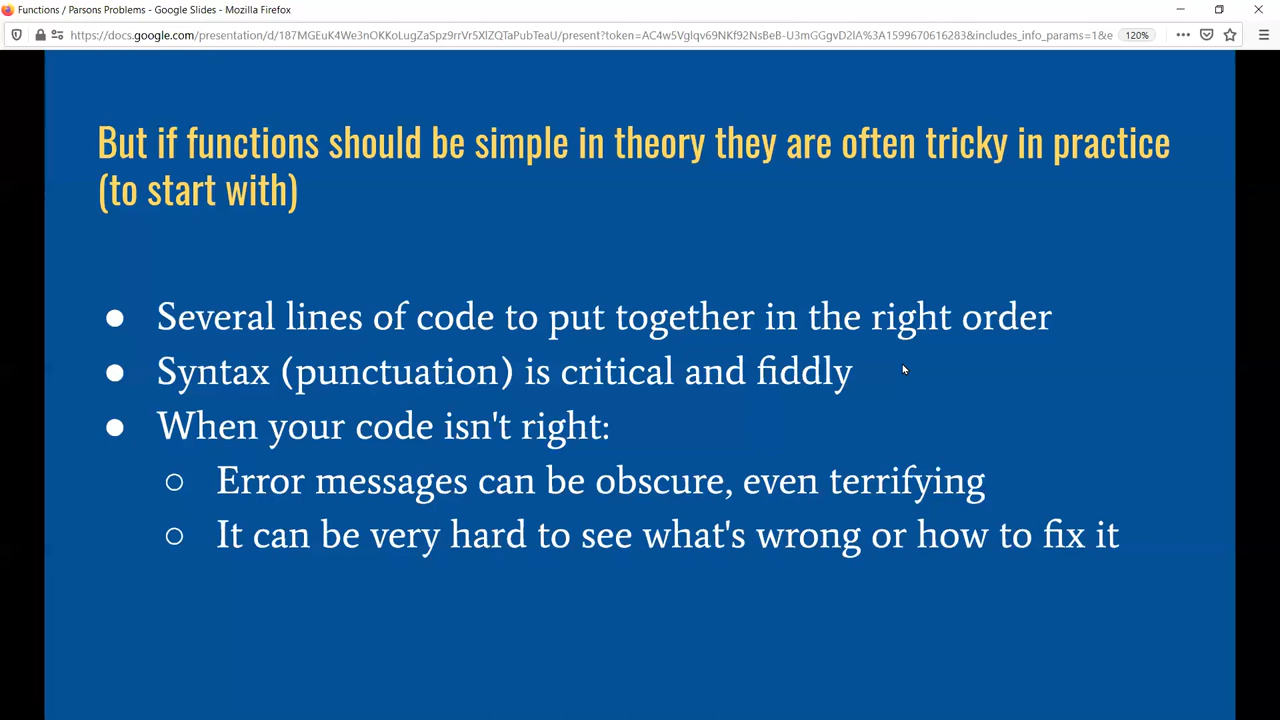 Functions / Parsons Problems - Google Slides - Mozilla Firefox
https://docs.google.com/presentation/d/187MGEuK4We3nOKKoLugZaSpz9rrVr5XlZQTaPubTeaU/present?token=AC4w5Vglqv69NKf92NsBeB-U3mGGgvD2lA%3A1599670616283&includes_info_params=1&e
120%
But if functions should be simple in theory they are often tricky in practice
(to start with)
● Several lines of code to put together in the right order
● Syntax (punctuation) is critical and fiddly
● When your code isn't right:
○ Error messages can be obscure, even terrifying
○ It can be very hard to see what's wrong or how to fix it